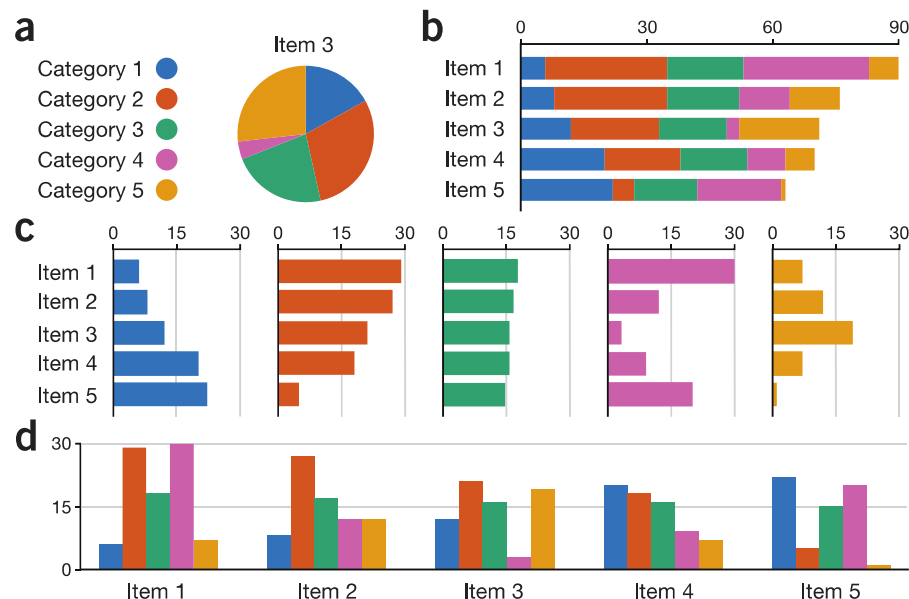 a
Item 3
Category 1
Category 2
Category 3
Category 4
Category 5
b
0 30 60 90
Item 1
Item 2
Item 3
Item 4
Item 5
c
0 15 30 0 15 30 0 15 30 0 15 30 0 15 30
Item 1
Item 2
Item 3
Item 4
Item 5
d
30
15
0
Item 1 Item 2 Item 3 Item 4 Item 5